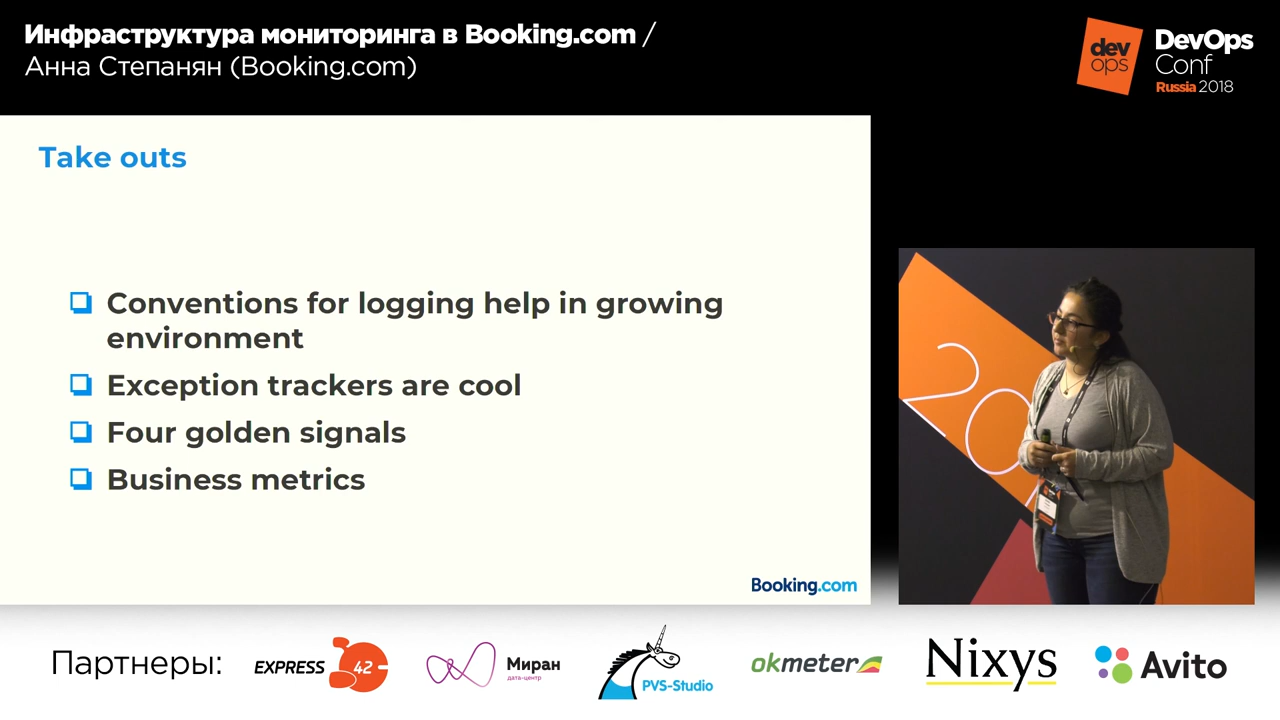 Инфраструктура мониторинга в Booking.com /
Анна Степанян (Booking.com)
dev
ops
DevOps
Conf
Russia 2018
Take outs
Conventions for logging help in growing
environment
Exception trackers are cool
Four golden signals
Business metrics
Booking.com
20
Партнеры:
EXPRESS 42
Миран
дата-центр
PVS-Studio
okmeter
Nixys
Avito